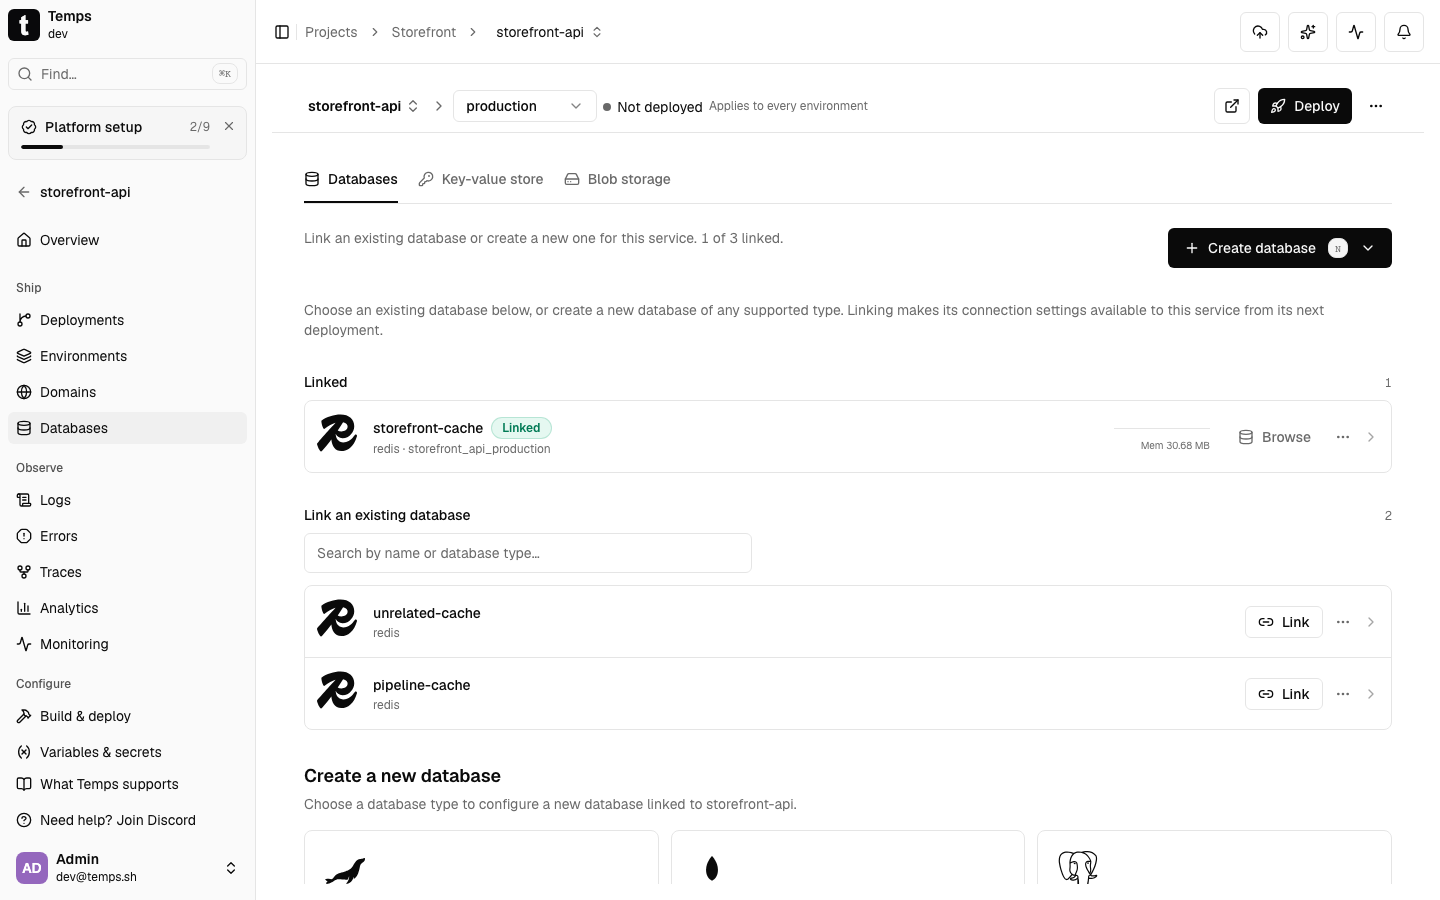 Temps
dev
Find...
⌘K
Platform setup
2/9
storefront-api
Overview
Ship
Deployments
Environments
Domains
Databases
Observe
Logs
Errors
Traces
Analytics
Monitoring
Configure
Build & deploy
Variables & secrets
What Temps supports
Need help? Join Discord
AD
Admin
dev@temps.sh
Projects
Storefront
storefront-api
storefront-api
production
Not deployed
Applies to every environment
Deploy
Databases
Key-value store
Blob storage
Link an existing database or create a new one for this service. 1 of 3 linked.
Create database
N
Choose an existing database below, or create a new database of any supported type. Linking makes its connection settings available to this service from its next
deployment.
Linked
1
storefront-cache
Linked
redis · storefront_api_production
Mem 30.68 MB
Browse
Link an existing database
2
Search by name or database type...
unrelated-cache
redis
Link
pipeline-cache
redis
Link
Create a new database
Choose a database type to configure a new database linked to storefront-api.